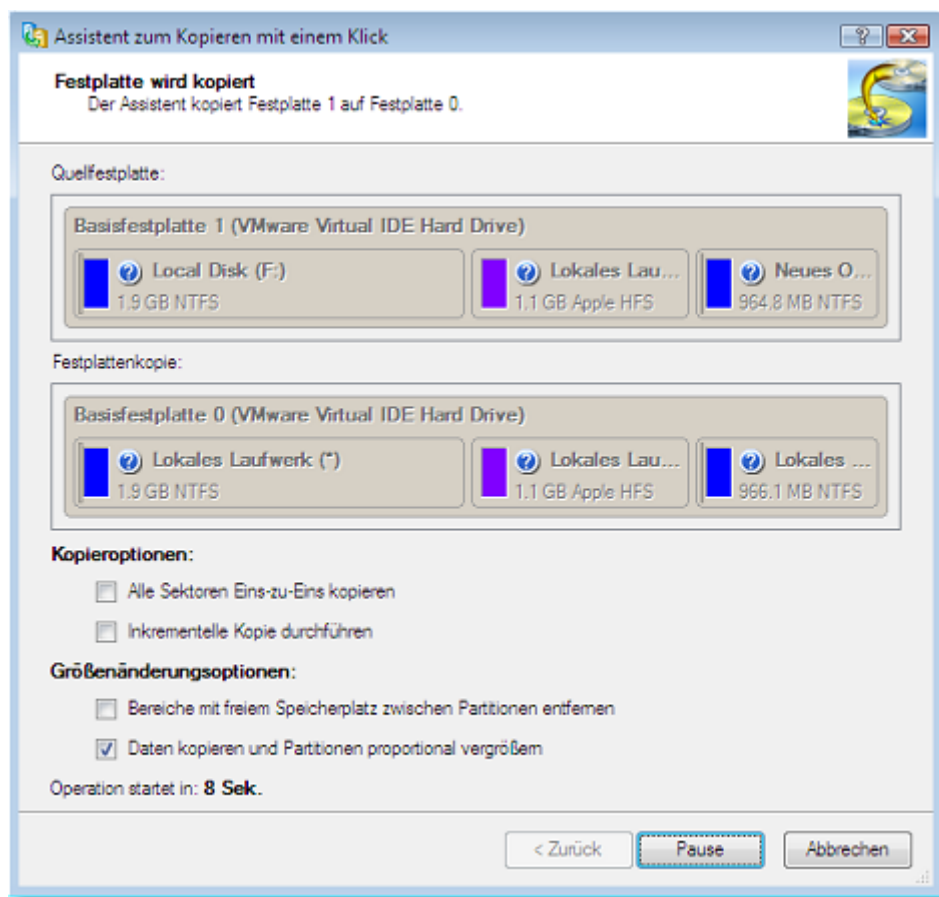 Assistent zum Kopieren mit einem Klick
Festplatte wird kopiert
Der Assistent kopiert Festplatte 1 auf Festplatte 0.
Quellfestplatte:
Basisfestplatte 1 (VMware Virtual IDE Hard Drive)
Local Disk (F:)
1.9 GB NTFS
Lokales Lau...
1.1 GB Apple HFS
Neues O...
964.8 MB NTFS
Festplattenkopie:
Basisfestplatte 0 (VMware Virtual IDE Hard Drive)
Lokales Laufwerk (*)
1.9 GB NTFS
Lokales Lau...
1.1 GB Apple HFS
Lokales ...
966.1 MB NTFS
Kopieroptionen:
Alle Sektoren Eins-zu-Eins kopieren
Inkrementelle Kopie durchführen
Größenänderungsoptionen:
Bereiche mit freiem Speicherplatz zwischen Partitionen entfernen
Daten kopieren und Partitionen proportional vergrößern
Operation startet in: 8 Sek.
< Zurück
Pause
Abbrechen